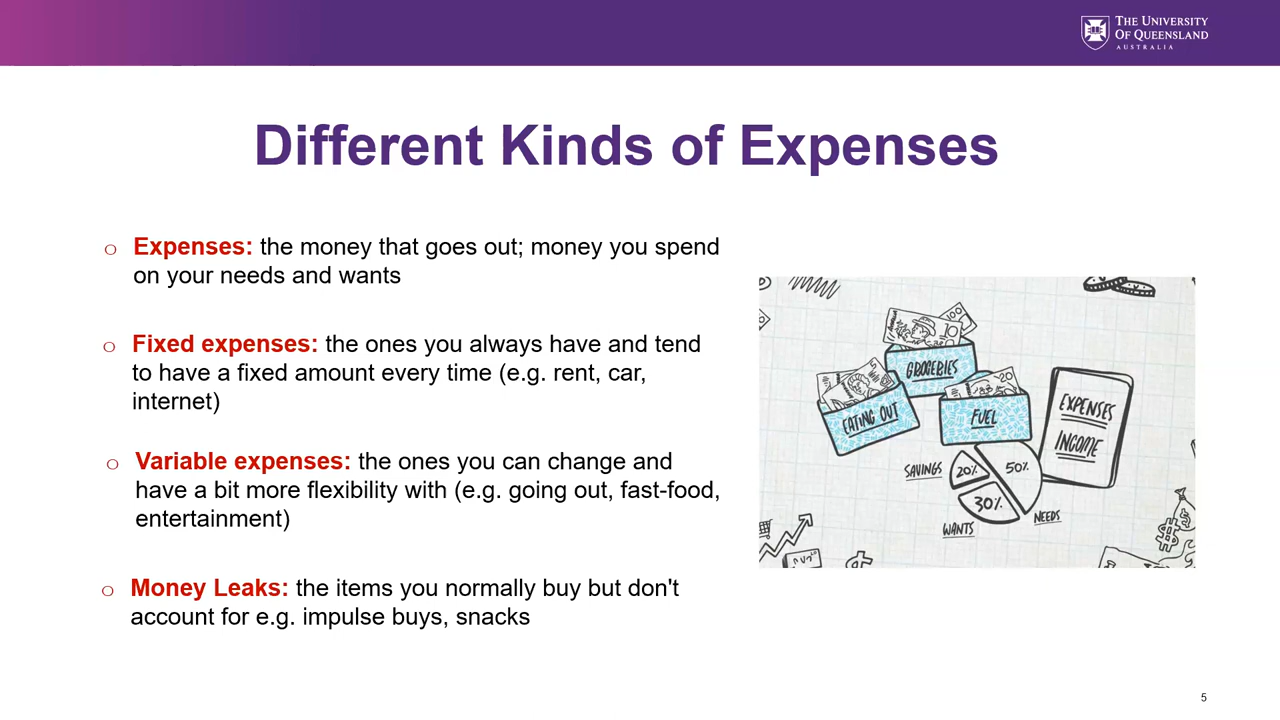 THE UNIVERSITY
OF QUEENSLAND
AUSTRALIA
Different Kinds of Expenses
Expenses: the money that goes out; money you spend
on your needs and wants
Fixed expenses: the ones you always have and tend
to have a fixed amount every time (e.g. rent, car,
internet)
Variable expenses: the ones you can change and
have a bit more flexibility with (e.g. going out, fast-food,
entertainment)
Money Leaks: the items you normally buy but don't
account for e.g. impulse buys, snacks
100
10
GROCERIES
5
20
EATING OUT
FUEL
EXPENSES
INCOME
SAVINGS
20%
50%
30%
WANTS
NEEDS
5